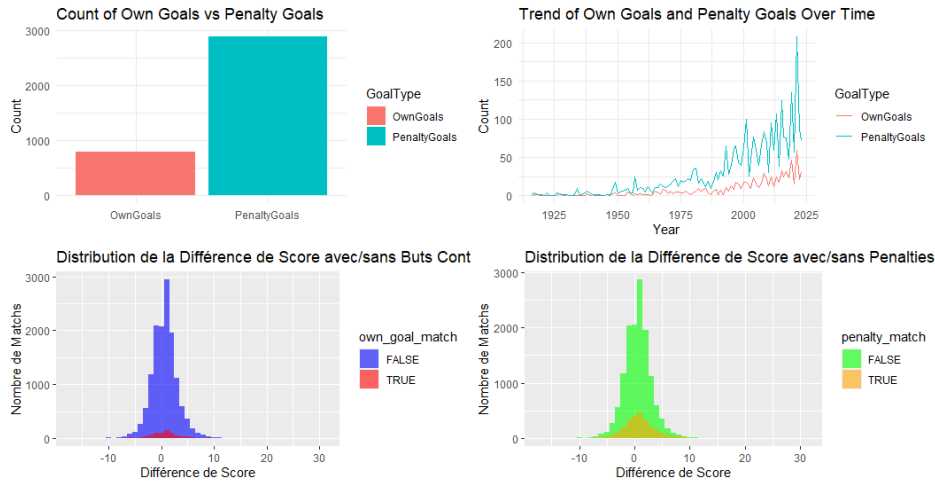 Count of Own Goals vs Penalty Goals
3000
2000
1000
0
Count
OwnGoals
PenaltyGoals
GoalType
OwnGoals
PenaltyGoals
Trend of Own Goals and Penalty Goals Over Time
200
150
100
50
0
Count
1925
1950
1975
2000
2025
Year
GoalType
OwnGoals
PenaltyGoals
Distribution de la Différence de Score avec/sans Buts Cont
3000
2000
1000
0
Nombre de Matchs
-10
0
10
20
30
Différence de Score
own_goal_match
FALSE
TRUE
Distribution de la Différence de Score avec/sans Penalties
3000
2000
1000
0
Nombre de Matchs
-10
0
10
20
30
Différence de Score
penalty_match
FALSE
TRUE